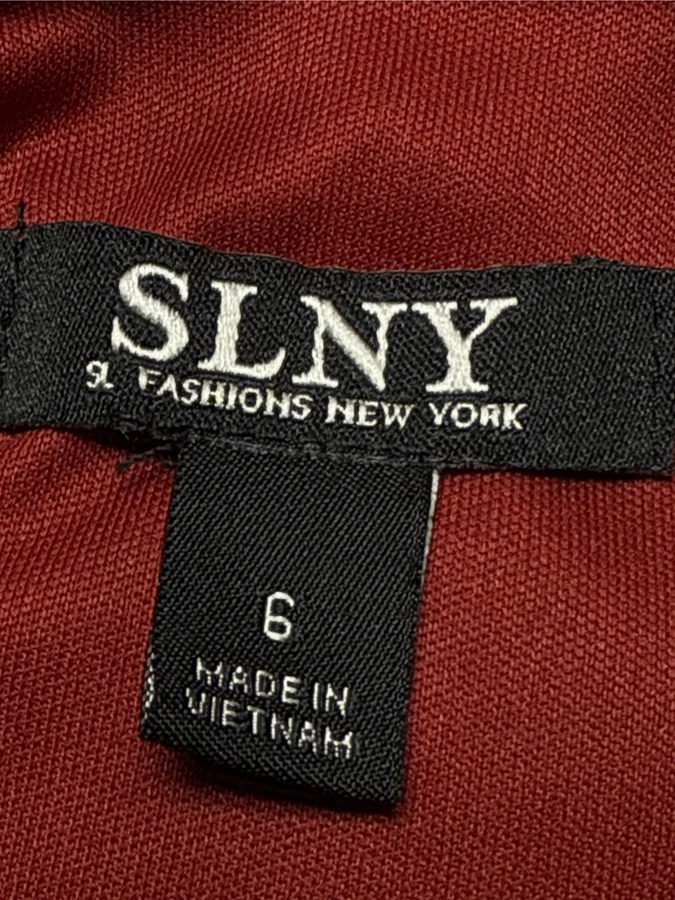 SLNY
SL FASHIONS NEW YORK
6
MADE IN
VIETNAM